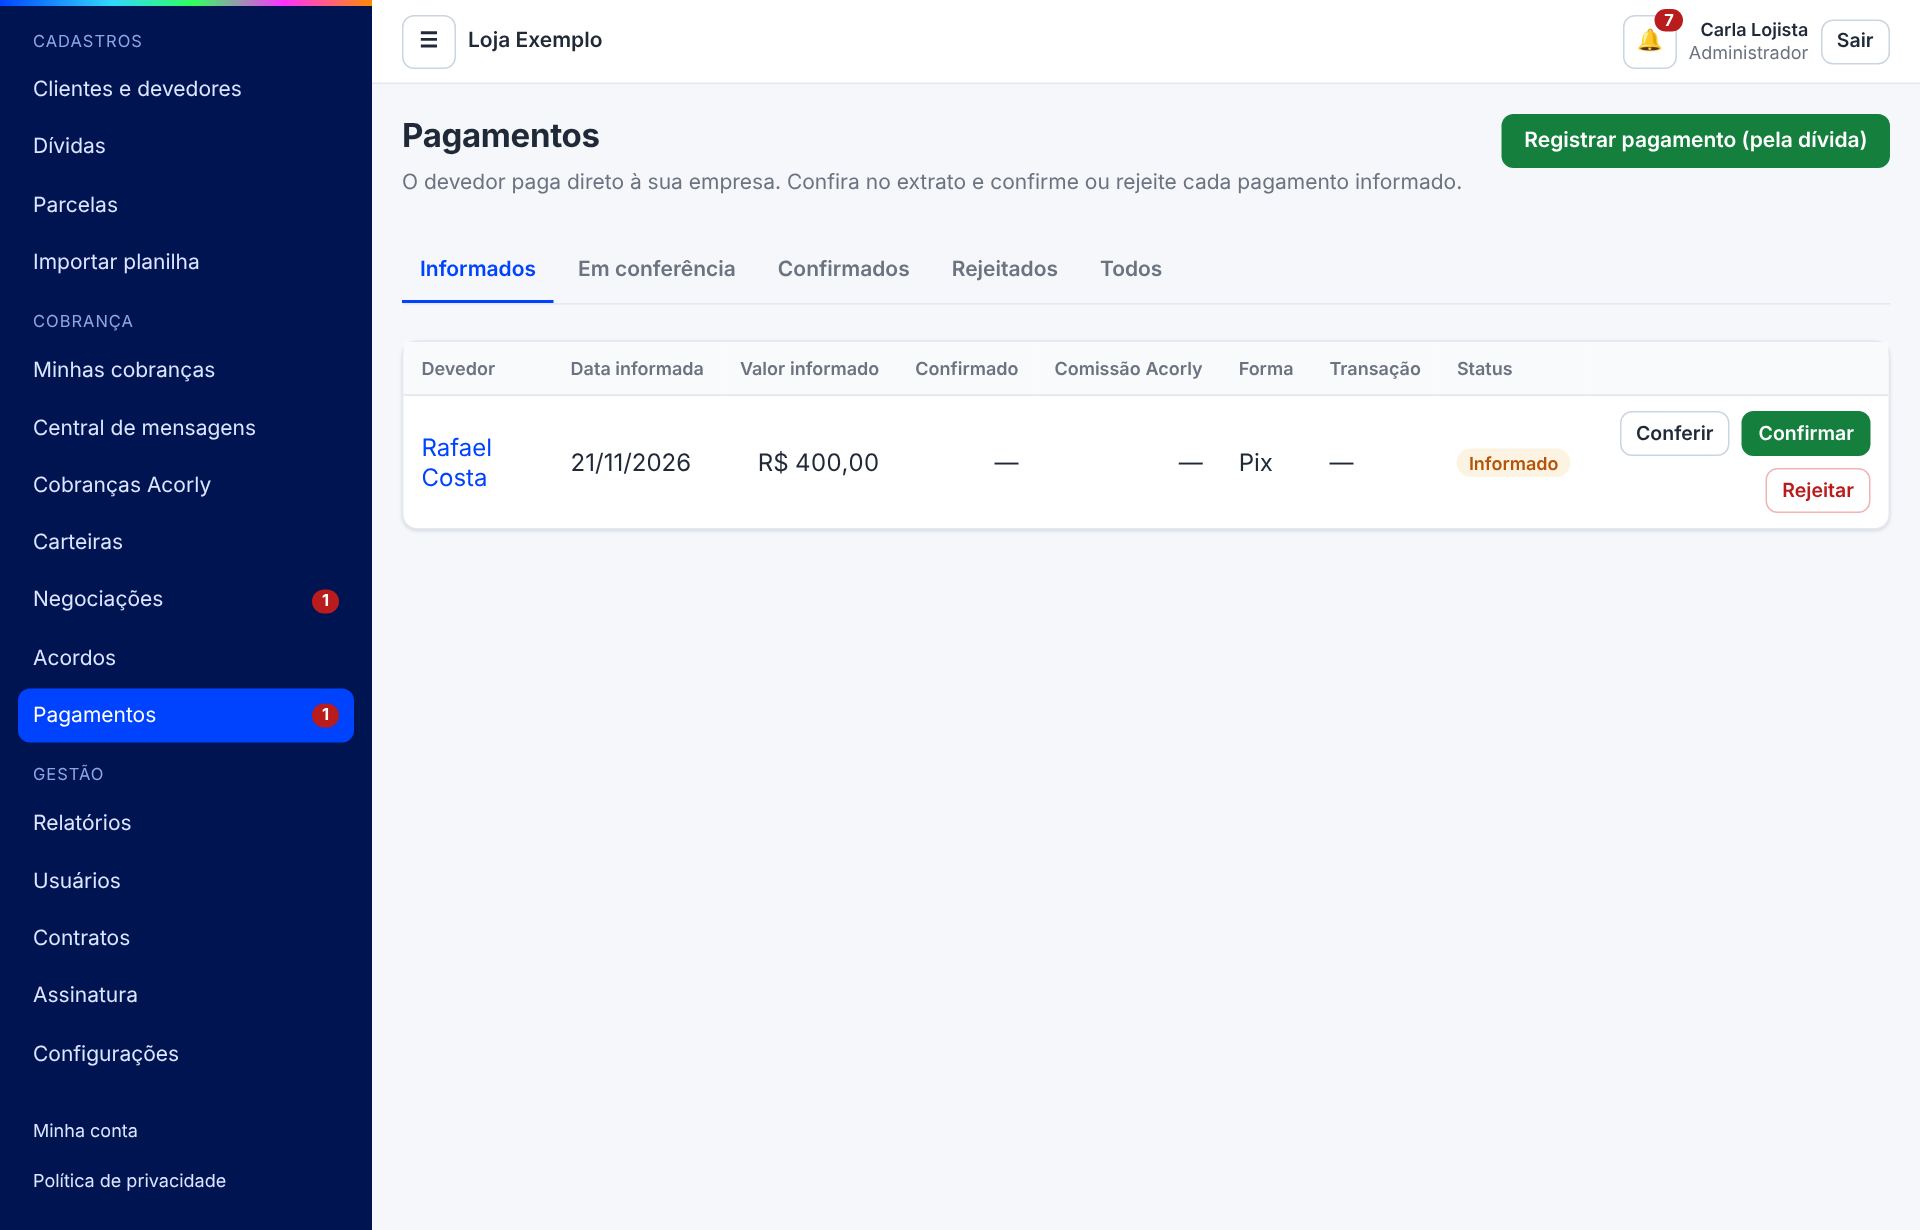 CADASTROS
Clientes e devedores
Dívidas
Parcelas
Importar planilha
COBRANÇA
Minhas cobranças
Central de mensagens
Cobranças Acorly
Carteiras
Negociações 1
Acordos
Pagamentos 1
GESTÃO
Relatórios
Usuários
Contratos
Assinatura
Configurações
Minha conta
Política de privacidade
☰ Loja Exemplo
7
Carla Lojista
Administrador
Sair
Pagamentos
O devedor paga direto à sua empresa. Confira no extrato e confirme ou rejeite cada pagamento informado.
Registrar pagamento (pela dívida)
Informados Em conferência Confirmados Rejeitados Todos
Devedor Data informada Valor informado Confirmado Comissão Acorly Forma Transação Status
Rafael
Costa
21/11/2026 R$ 400,00 — — Pix — Informado
Conferir Confirmar
Rejeitar